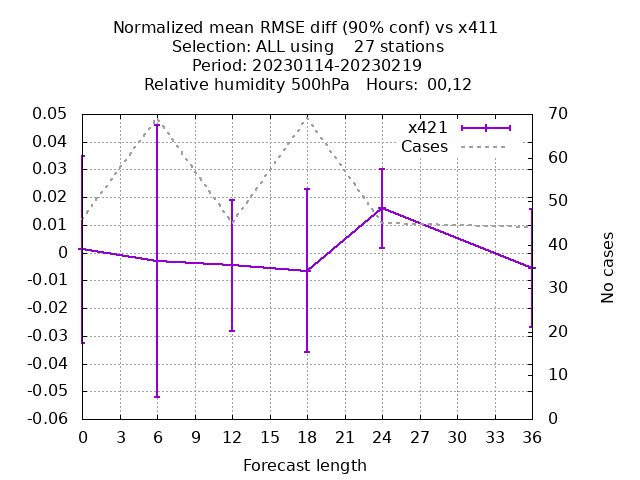 Normalized mean RMSE diff (90% conf) vs x411
Selection: ALL using    27 stations
Period: 20230114-20230219
Relative humidity 500hPa   Hours:  00,12
x421
Cases
0.05
0.04
0.03
0.02
0.01
0
-0.01
-0.02
-0.03
-0.04
-0.05
-0.06
70
60
50
40
30
20
10
0
No cases
0 3 6 9 12 15 18 21 24 27 30 33 36
Forecast length